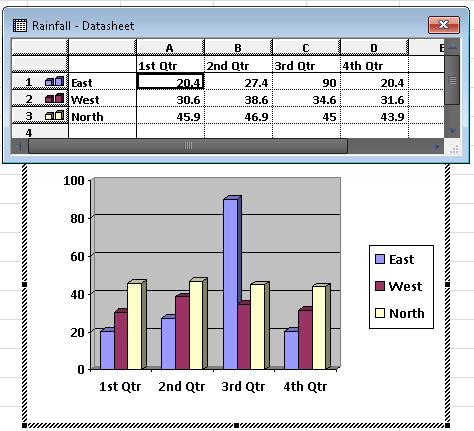 Rainfall - Datasheet
A B C D E
1st Qtr 2nd Qtr 3rd Qtr 4th Qtr
1 East 20.4 27.4 90 20.4
2 West 30.6 38.6 34.6 31.6
3 North 45.9 46.9 45 43.9
4
100
80
60
40
20
0
1st Qtr 2nd Qtr 3rd Qtr 4th Qtr
East
West
North